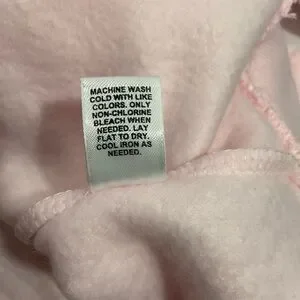 MACHINE WASH
COLD WITH LIKE
COLORS. ONLY
NON-CHLORINE
BLEACH WHEN
NEEDED. LAY
FLAT TO DRY.
COOL IRON AS
NEEDED.